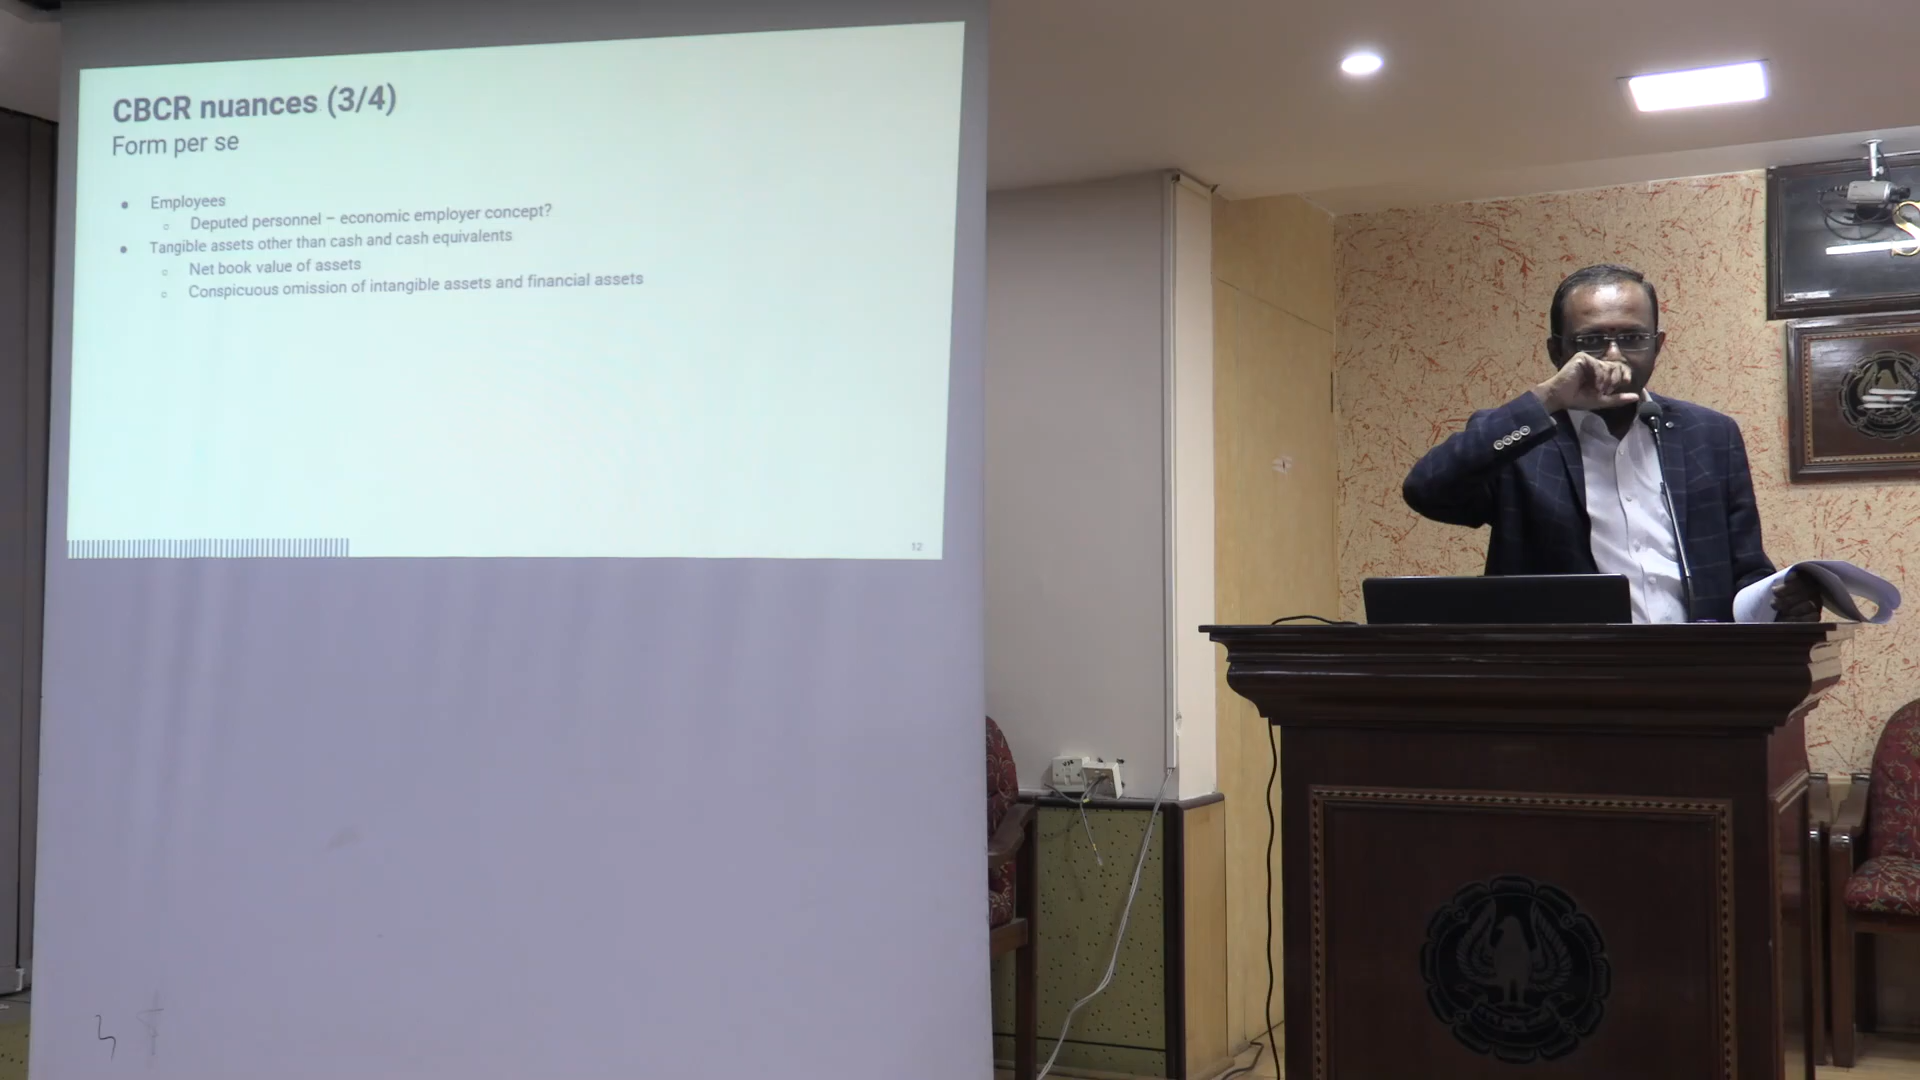 CBCR nuances (3/4)
Form per se
● Employees
○ Deputed personnel – economic employer concept?
● Tangible assets other than cash and cash equivalents
○ Net book value of assets
○ Conspicuous omission of intangible assets and financial assets
12